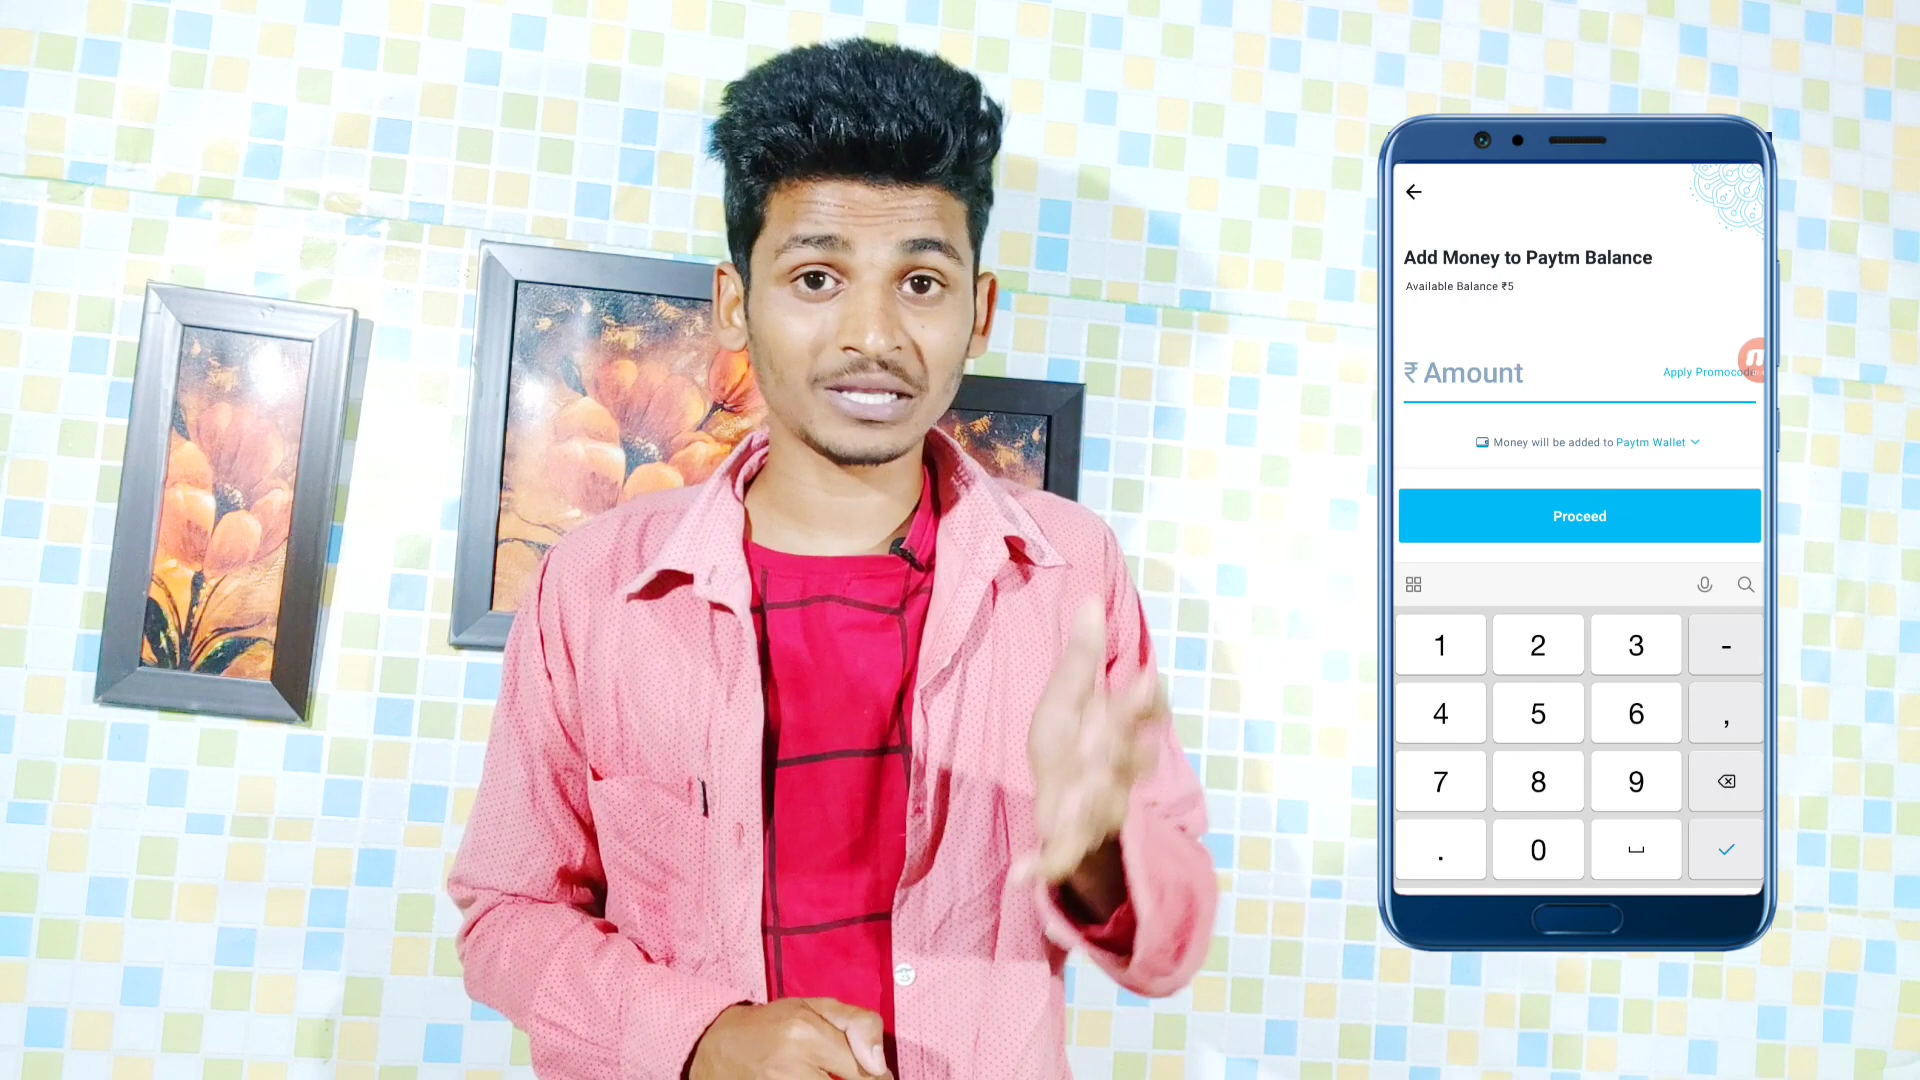 Add Money to Paytm Balance
Available Balance ₹5
₹ Amount
Apply Promocode
Money will be added to Paytm Wallet
Proceed
1 2 3 -
4 5 6 ,
7 8 9
. 0